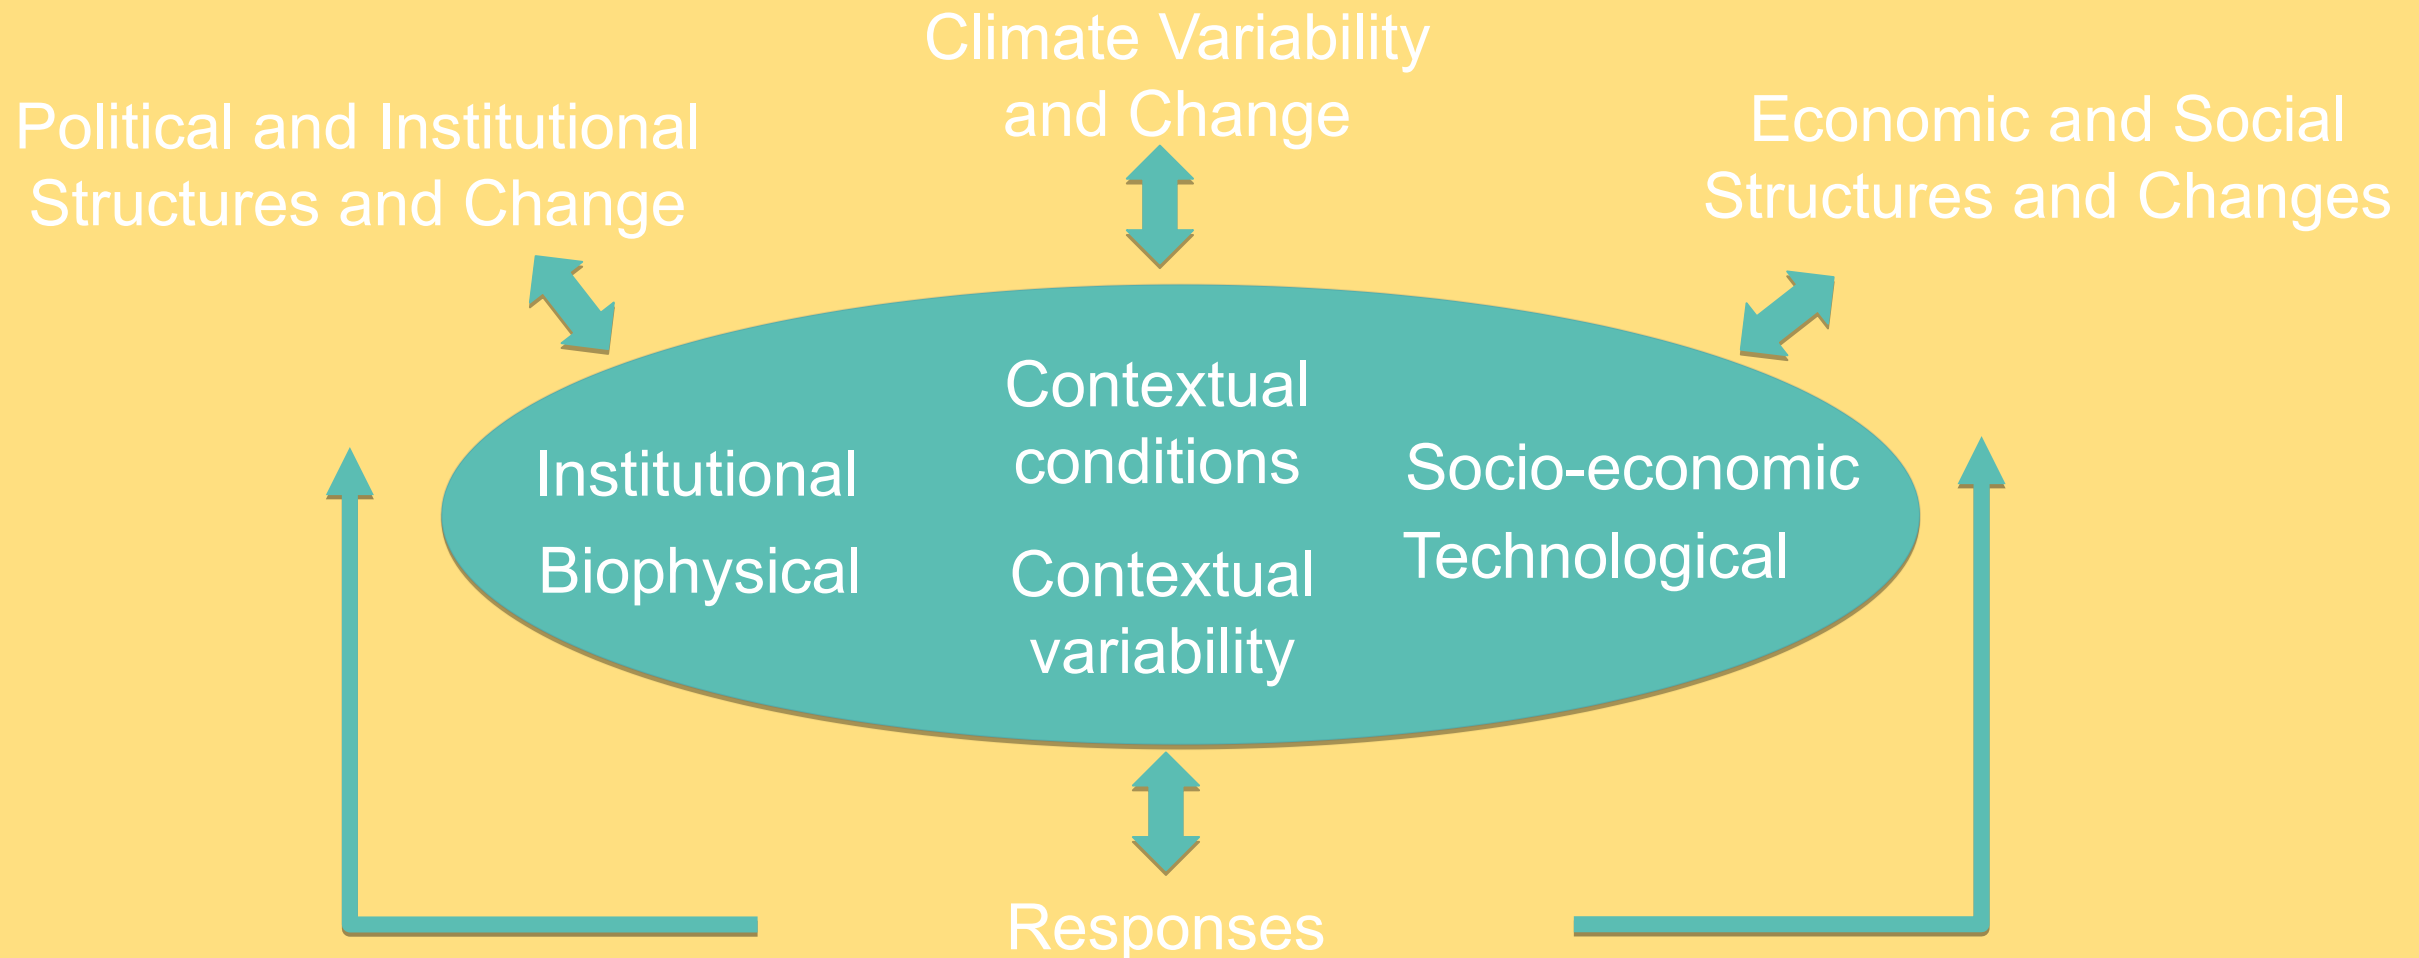 Climate Variability
and Change
Political and Institutional
Structures and Change
Economic and Social
Structures and Changes
Contextual
conditions
Institutional
Biophysical
Socio-economic
Technological
Contextual
variability
Responses